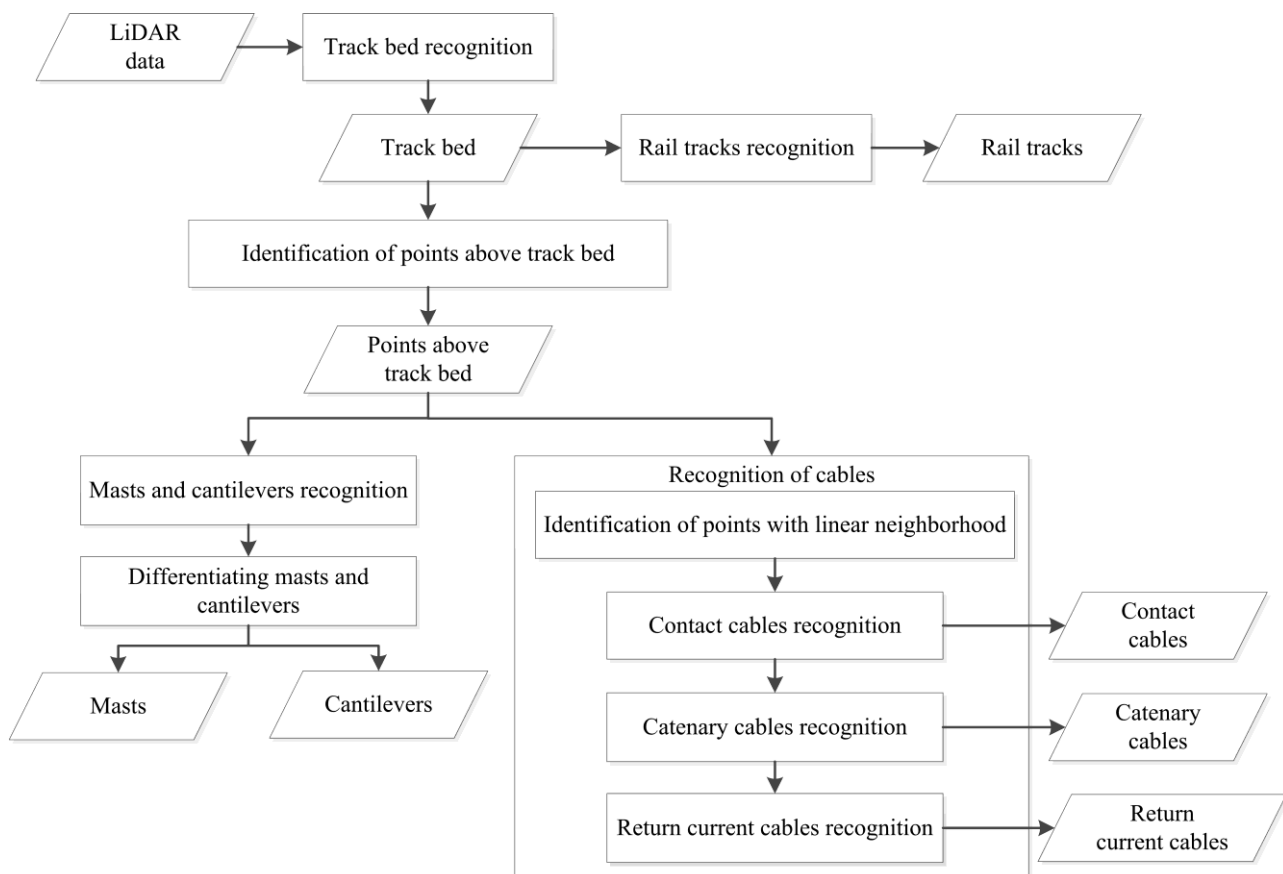 LiDAR
data
Track bed recognition
Track bed
Rail tracks recognition
Rail tracks
Identification of points above track bed
Points above
track bed
Masts and cantilevers recognition
Differentiating masts and
cantilevers
Masts
Cantilevers
Recognition of cables
Identification of points with linear neighborhood
Contact cables recognition
Contact
cables
Catenary cables recognition
Catenary
cables
Return current cables recognition
Return
current cables